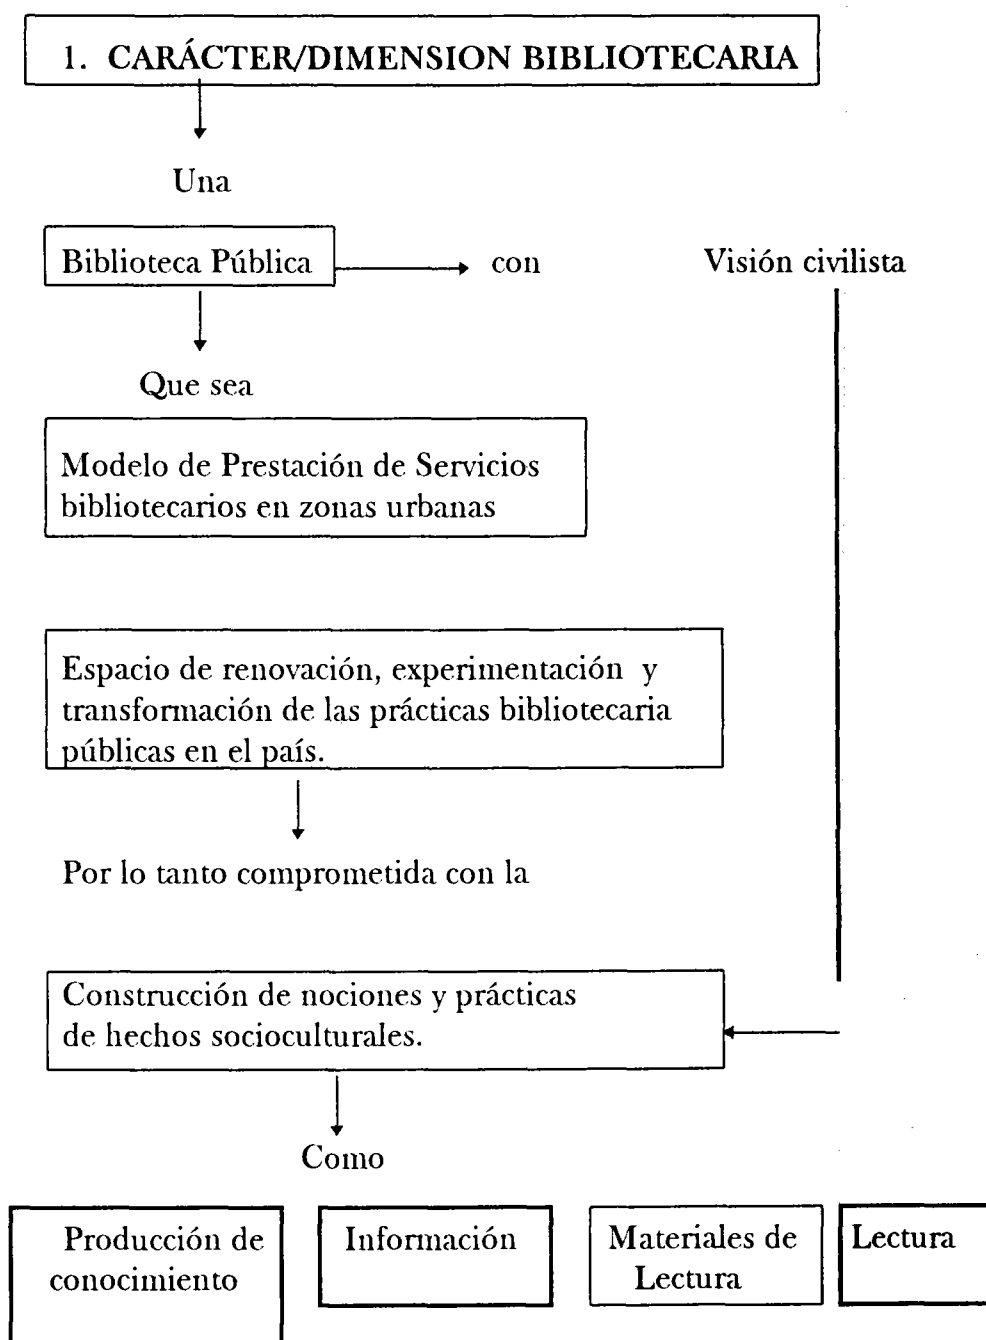 1. CARÁCTER/DIMENSION BIBLIOTECARIA
Una
Biblioteca Pública con Visión civilista
Que sea
Modelo de Prestación de Servicios
bibliotecarios en zonas urbanas
Espacio de renovación, experimentación y
transformación de las prácticas bibliotecaria
públicas en el país.
Por lo tanto comprometida con la
Construcción de nociones y prácticas
de hechos socioculturales.
Como
Producción de
conocimiento
Información
Materiales de
Lectura
Lectura